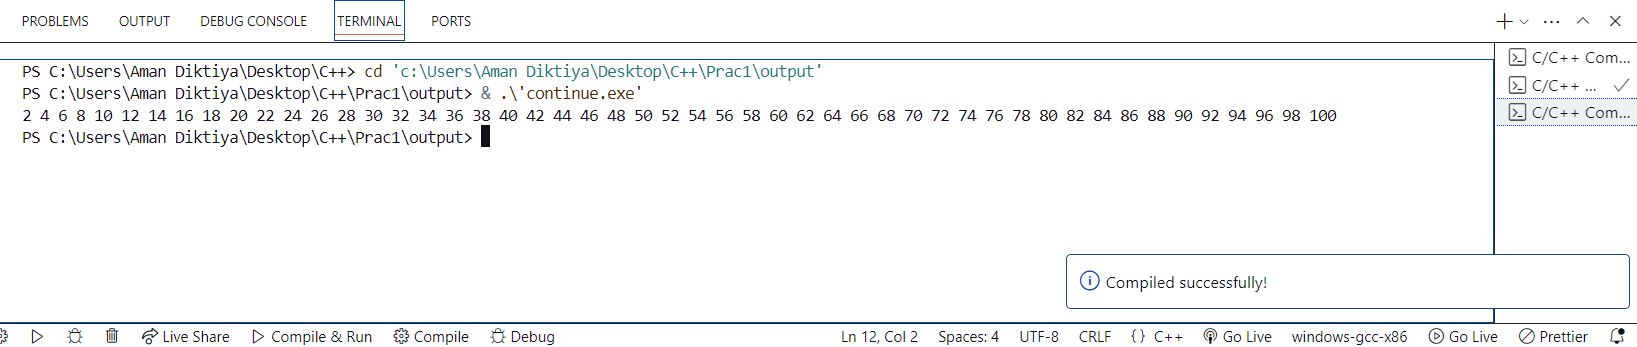 PROBLEMS OUTPUT DEBUG CONSOLE TERMINAL PORTS
PS C:\Users\Aman Diktiya\Desktop\C++> cd 'c:\Users\Aman Diktiya\Desktop\C++\Prac1\output'
PS C:\Users\Aman Diktiya\Desktop\C++\Prac1\output> & .\'continue.exe'
2 4 6 8 10 12 14 16 18 20 22 24 26 28 30 32 34 36 38 40 42 44 46 48 50 52 54 56 58 60 62 64 66 68 70 72 74 76 78 80 82 84 86 88 90 92 94 96 98 100
PS C:\Users\Aman Diktiya\Desktop\C++\Prac1\output>
C/C++ Com...
C/C++ ...
C/C++ Com...
Compiled successfully!
Live Share Compile & Run Compile Debug Ln 12, Col 2 Spaces: 4 UTF-8 CRLF {} C++ Go Live windows-gcc-x86 Go Live Prettier